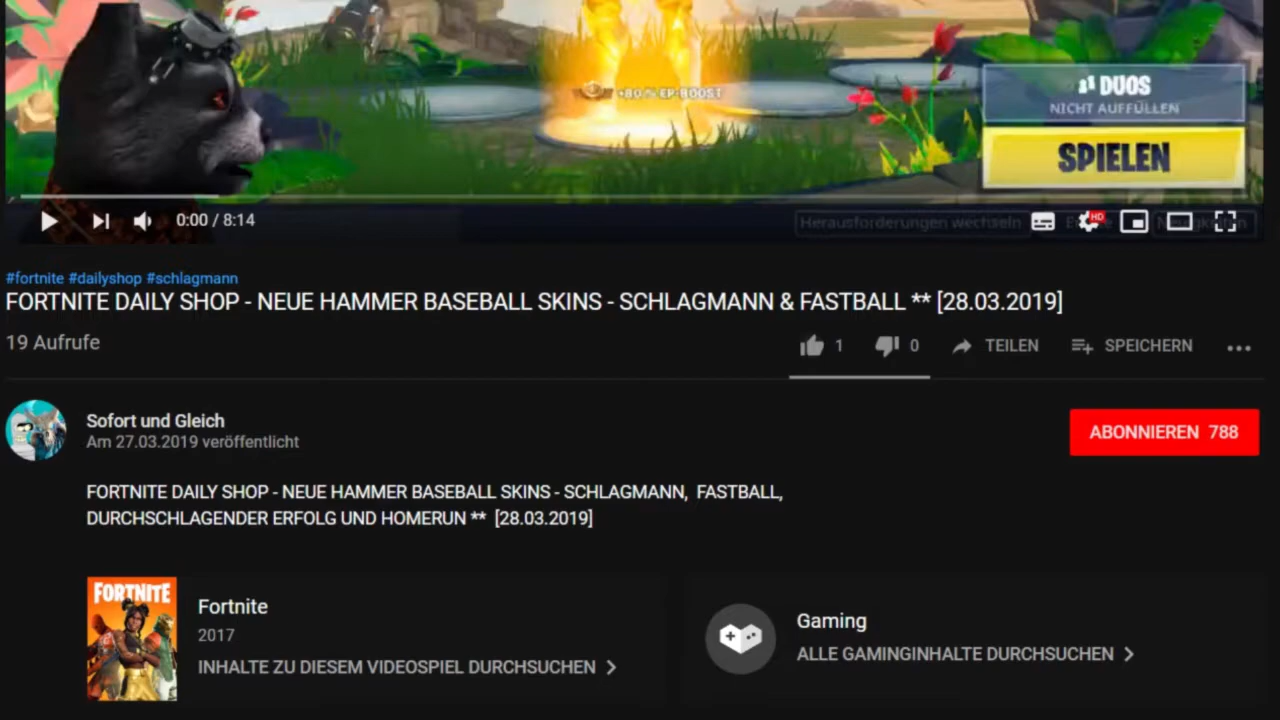 +80 % EP-BOOST
DUOS
NICHT AUFFÜLLEN
SPIELEN
0:00 / 8:14
Herausforderungen wechseln
HD
#fortnite #dailyshop #schlagmann
FORTNITE DAILY SHOP - NEUE HAMMER BASEBALL SKINS - SCHLAGMANN & FASTBALL ** [28.03.2019]
19 Aufrufe
1 0 TEILEN SPEICHERN
Sofort und Gleich
Am 27.03.2019 veröffentlicht
ABONNIEREN 788
FORTNITE DAILY SHOP - NEUE HAMMER BASEBALL SKINS - SCHLAGMANN, FASTBALL,
DURCHSCHLAGENDER ERFOLG UND HOMERUN ** [28.03.2019]
FORTNITE
Fortnite
2017
INHALTE ZU DIESEM VIDEOSPIEL DURCHSUCHEN
Gaming
ALLE GAMINGINHALTE DURCHSUCHEN